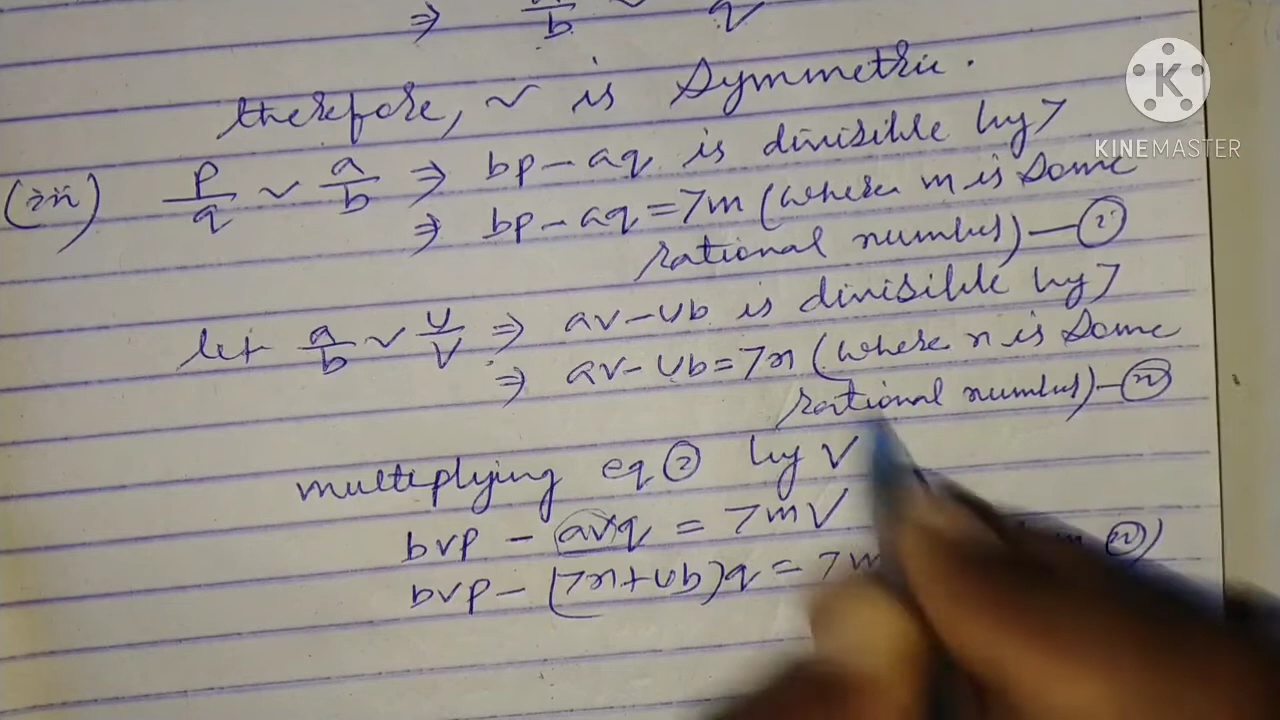 ⇒ b ~ q
therefore, ~ is Symmetric.
(iii) p/q ~ a/b ⇒ bp - aq is divisible by 7
⇒ bp - aq = 7m (where m is some
rational number) — (i)
let a/b ~ u/v ⇒ av - ub is divisible by 7
⇒ av - ub = 7n (where n is some
rational number) — (ii)
multiplying eq (i) by v
bvp - avq = 7mv
bvp - (7n+ub)q = 7m (ii))
K
KINEMASTER